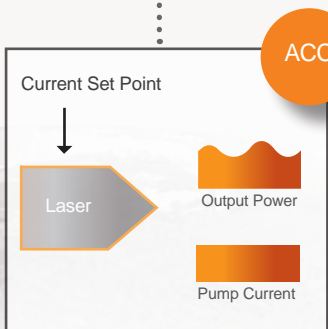 ACC
Current Set Point
Laser
Output Power
Pump Current